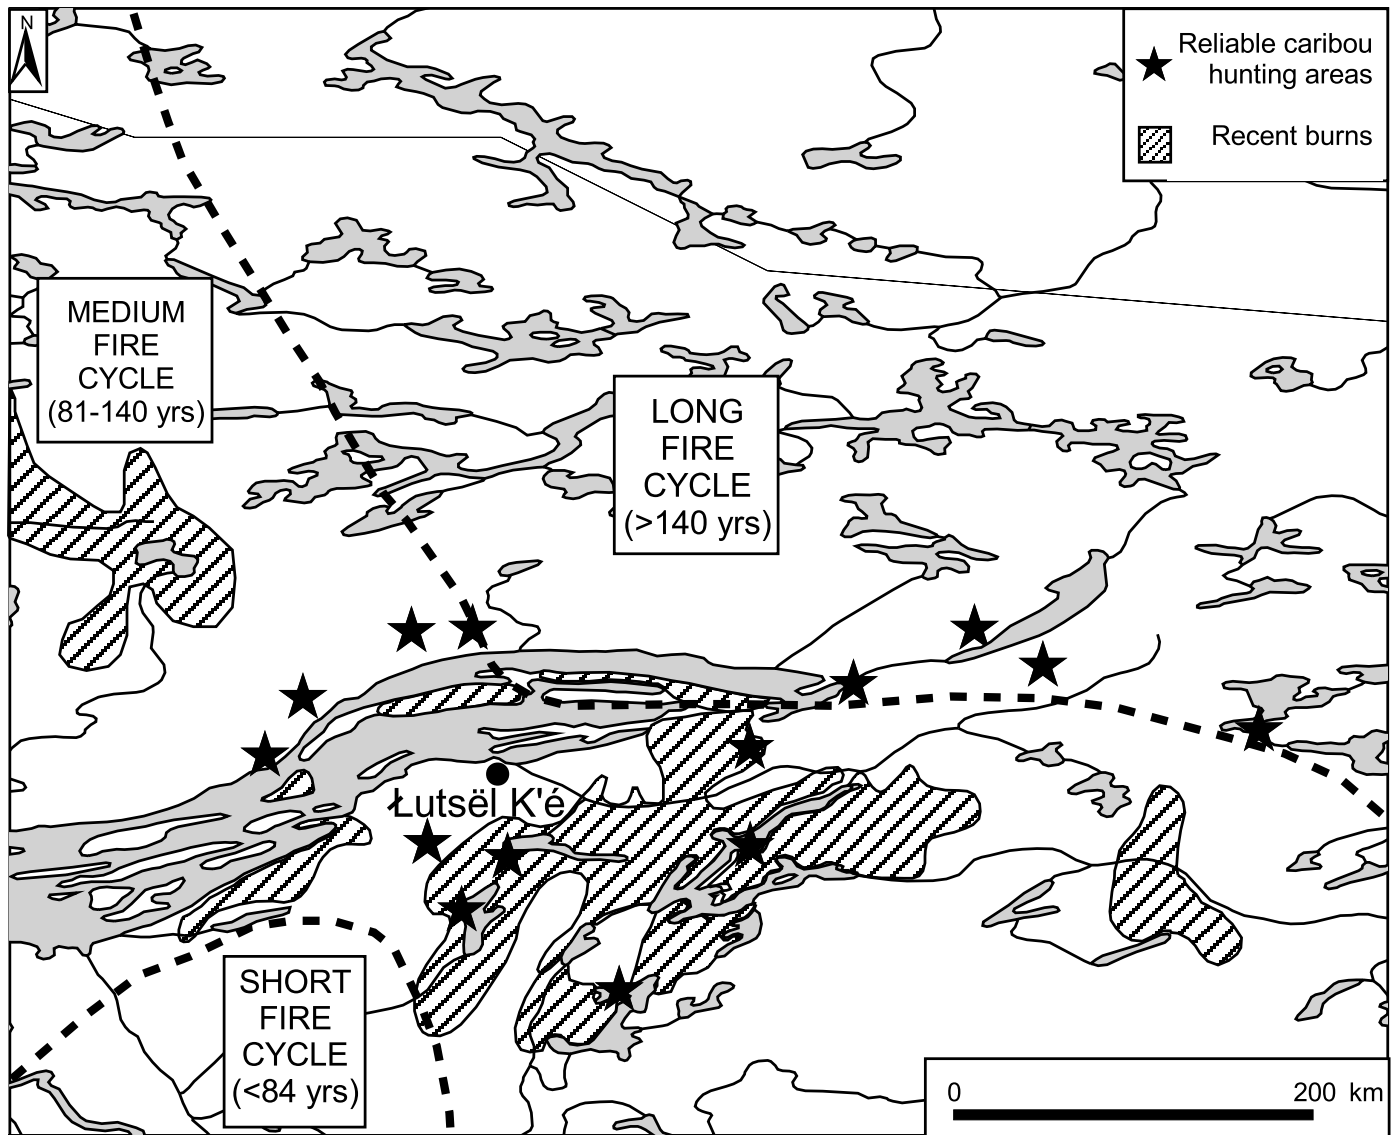 N
Reliable caribou
hunting areas
Recent burns
MEDIUM
FIRE
CYCLE
(81-140 yrs)
LONG
FIRE
CYCLE
(>140 yrs)
Łutsël K'é
SHORT
FIRE
CYCLE
(<84 yrs)
0 200 km